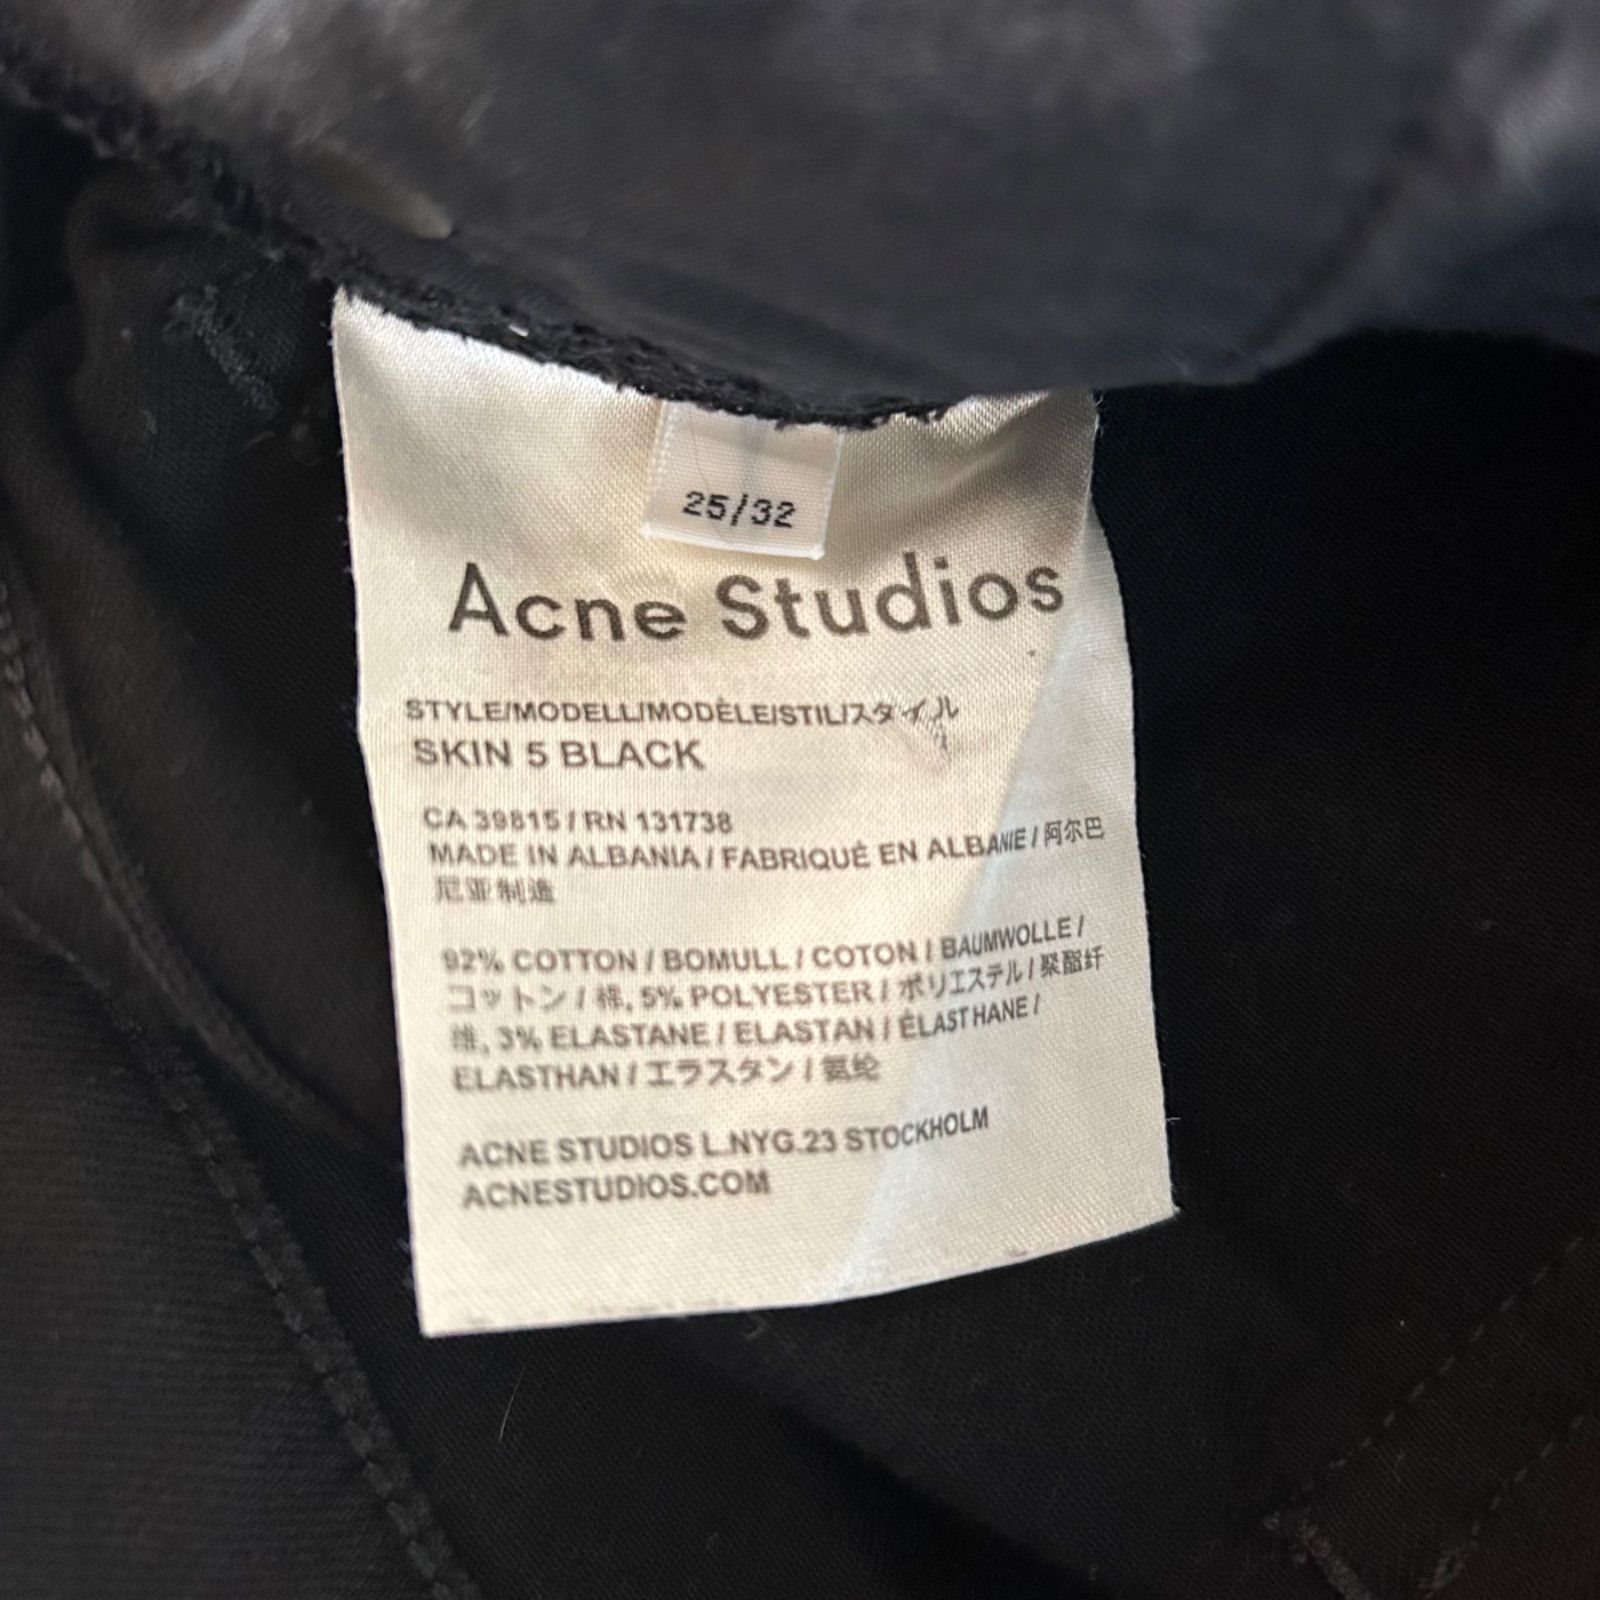 25/32
Acne Studios
STYLE/MODELL/MODÈLE/STIL/スタイル
SKIN 5 BLACK
CA 39815 / RN 131738
MADE IN ALBANIA / FABRIQUÉ EN ALBANIE / 阿尔巴
尼亚制造
92% COTTON / BOMULL / COTON / BAUMWOLLE /
コットン / 棉, 5% POLYESTER / ポリエステル / 聚酯纤
维, 3% ELASTANE / ELASTAN / ÉLASTHANE /
ELASTHAN / エラスタン / 氨纶
ACNE STUDIOS L.NYG.23 STOCKHOLM
ACNESTUDIOS.COM